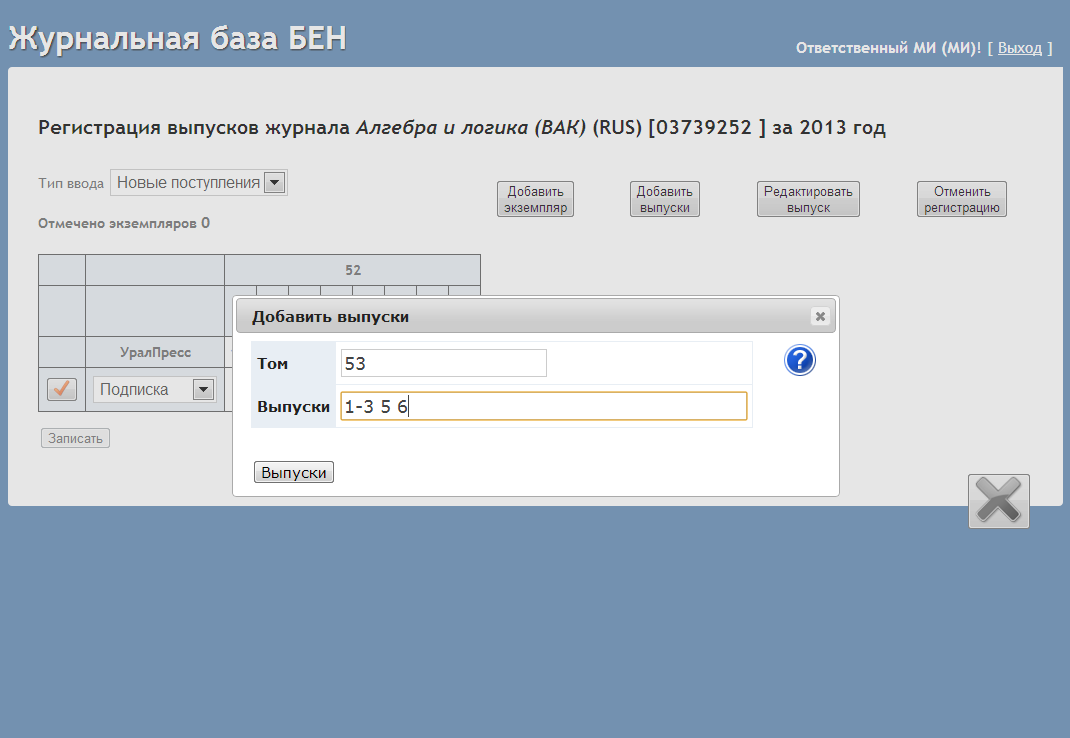 Журнальная база БЕН
Ответственный МИ (МИ)! [ Выход ]
Регистрация выпусков журнала Алгебра и логика (ВАК) (RUS) [03739252 ] за 2013 год
Тип ввода Новые поступления
Добавить экземпляр
Добавить выпуски
Редактировать выпуск
Отменить регистрацию
Отмечено экземпляров 0
52
Добавить выпуски
Том 53
?
Выпуски 1-3 5 6
Выпуски
УралПресс
Подписка
Записать